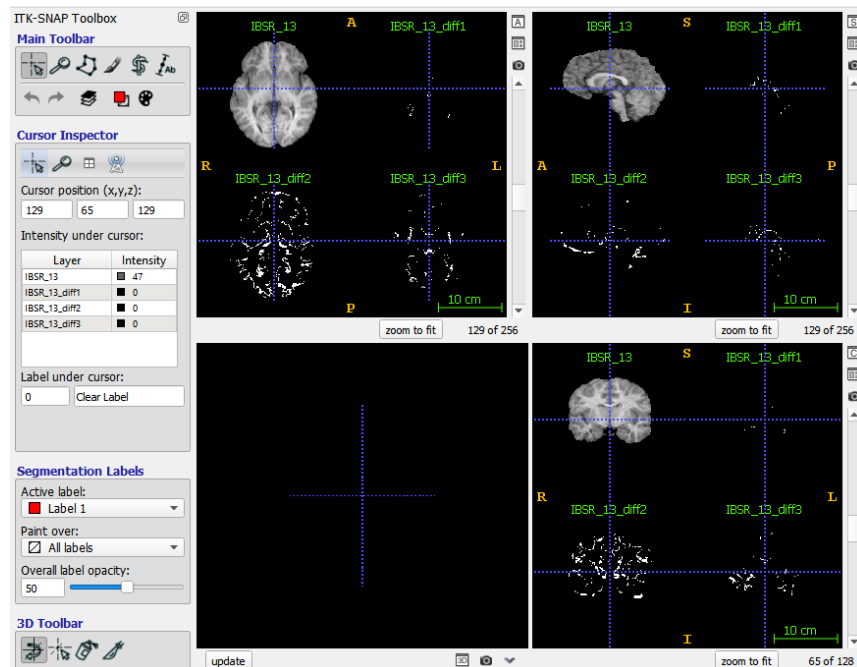 ITK-SNAP Toolbox
Main Toolbar
Ab
Cursor Inspector
Cursor position (x,y,z):
129 65 129
Intensity under cursor:
Layer Intensity
IBSR_13 47
IBSR_13_diff1 0
IBSR_13_diff2 0
IBSR_13_diff3 0
Label under cursor:
0 Clear Label
Segmentation Labels
Active label:
Label 1
Paint over:
All labels
Overall label opacity:
50
3D Toolbar
A
IBSR_13 IBSR_13_diff1
R L
IBSR_13_diff2 IBSR_13_diff3
P
10 cm
zoom to fit 129 of 256
A
S
IBSR_13 IBSR_13_diff1
A P
IBSR_13_diff2 IBSR_13_diff3
I
10 cm
zoom to fit 129 of 256
S
update
3D
S
IBSR_13 IBSR_13_diff1
R L
IBSR_13_diff2 IBSR_13_diff3
I
10 cm
zoom to fit 65 of 128
C